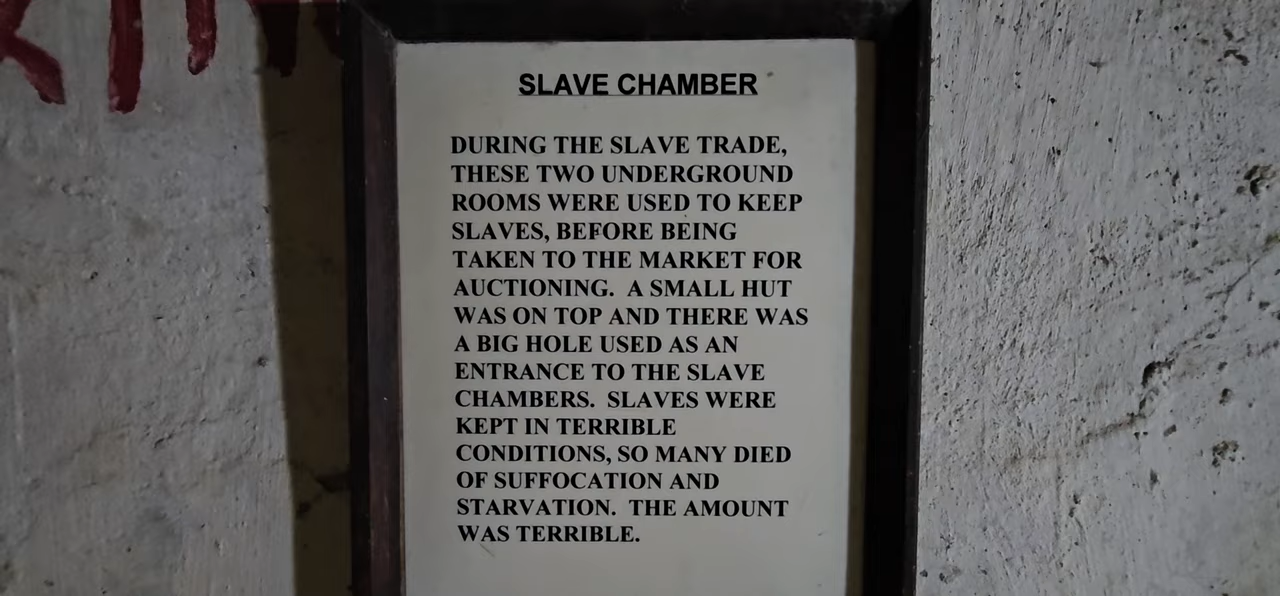 SLAVE CHAMBER
DURING THE SLAVE TRADE,
THESE TWO UNDERGROUND
ROOMS WERE USED TO KEEP
SLAVES, BEFORE BEING
TAKEN TO THE MARKET FOR
AUCTIONING. A SMALL HUT
WAS ON TOP AND THERE WAS
A BIG HOLE USED AS AN
ENTRANCE TO THE SLAVE
CHAMBERS. SLAVES WERE
KEPT IN TERRIBLE
CONDITIONS, SO MANY DIED
OF SUFFOCATION AND
STARVATION. THE AMOUNT
WAS TERRIBLE.